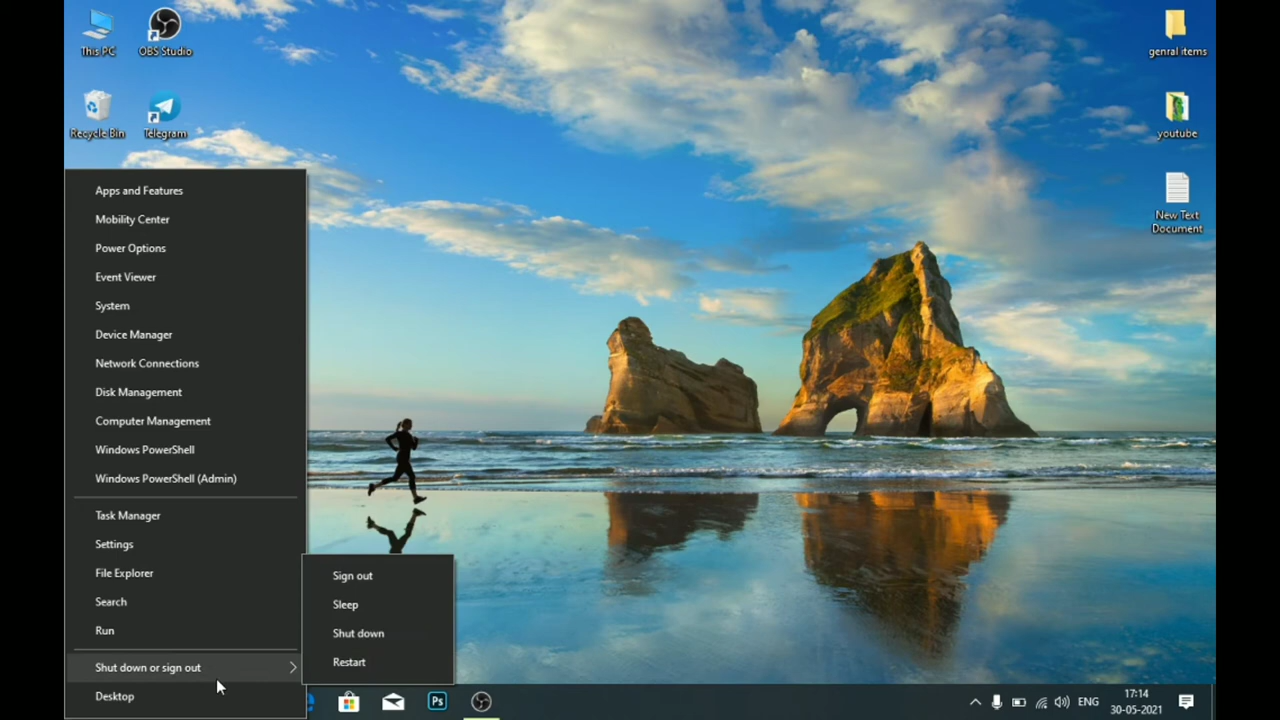 This PC
OBS Studio
Recycle Bin
Telegram
genral items
youtube
New Text
Document
Apps and Features
Mobility Center
Power Options
Event Viewer
System
Device Manager
Network Connections
Disk Management
Computer Management
Windows PowerShell
Windows PowerShell (Admin)
Task Manager
Settings
File Explorer
Search
Run
Shut down or sign out
Desktop
Sign out
Sleep
Shut down
Restart
Ps
ENG
17:14
30-05-2021